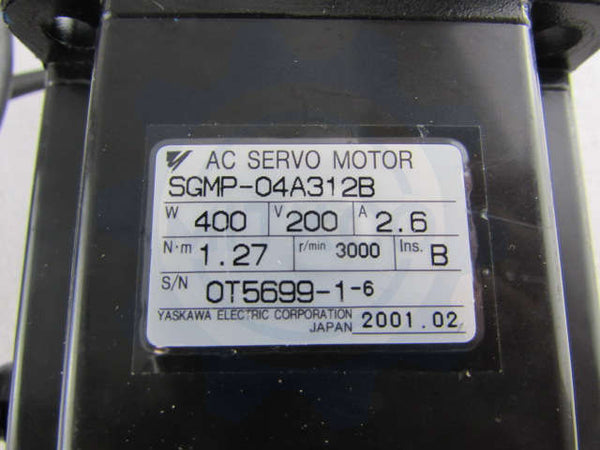 AC SERVO MOTOR
SGMP-04A312B
W 400 V 200 A 2.6
N·m 1.27 r/min 3000 Ins. B
S/N 0T5699-1-6
YASKAWA ELECTRIC CORPORATION
JAPAN 2001.02